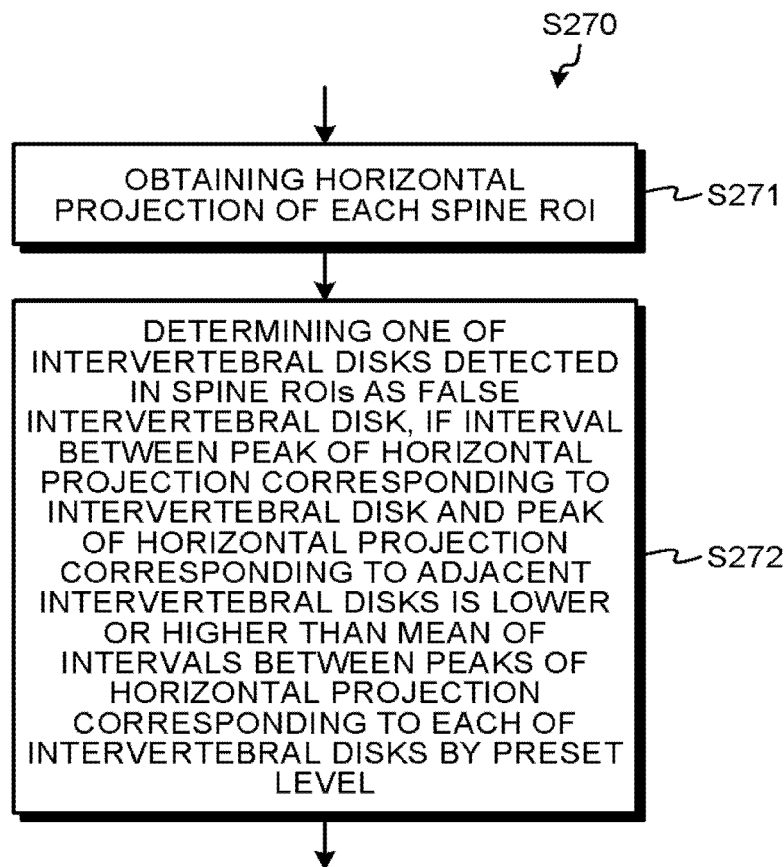 S270
OBTAINING HORIZONTAL
PROJECTION OF EACH SPINE ROI
S271
DETERMINING ONE OF
INTERVERTEBRAL DISKS DETECTED
IN SPINE ROIs AS FALSE
INTERVERTEBRAL DISK, IF INTERVAL
BETWEEN PEAK OF HORIZONTAL
PROJECTION CORRESPONDING TO
INTERVERTEBRAL DISK AND PEAK
OF HORIZONTAL PROJECTION
CORRESPONDING TO ADJACENT
INTERVERTEBRAL DISKS IS LOWER
OR HIGHER THAN MEAN OF
INTERVALS BETWEEN PEAKS OF
HORIZONTAL PROJECTION
CORRESPONDING TO EACH OF
INTERVERTEBRAL DISKS BY PRESET
LEVEL
S272